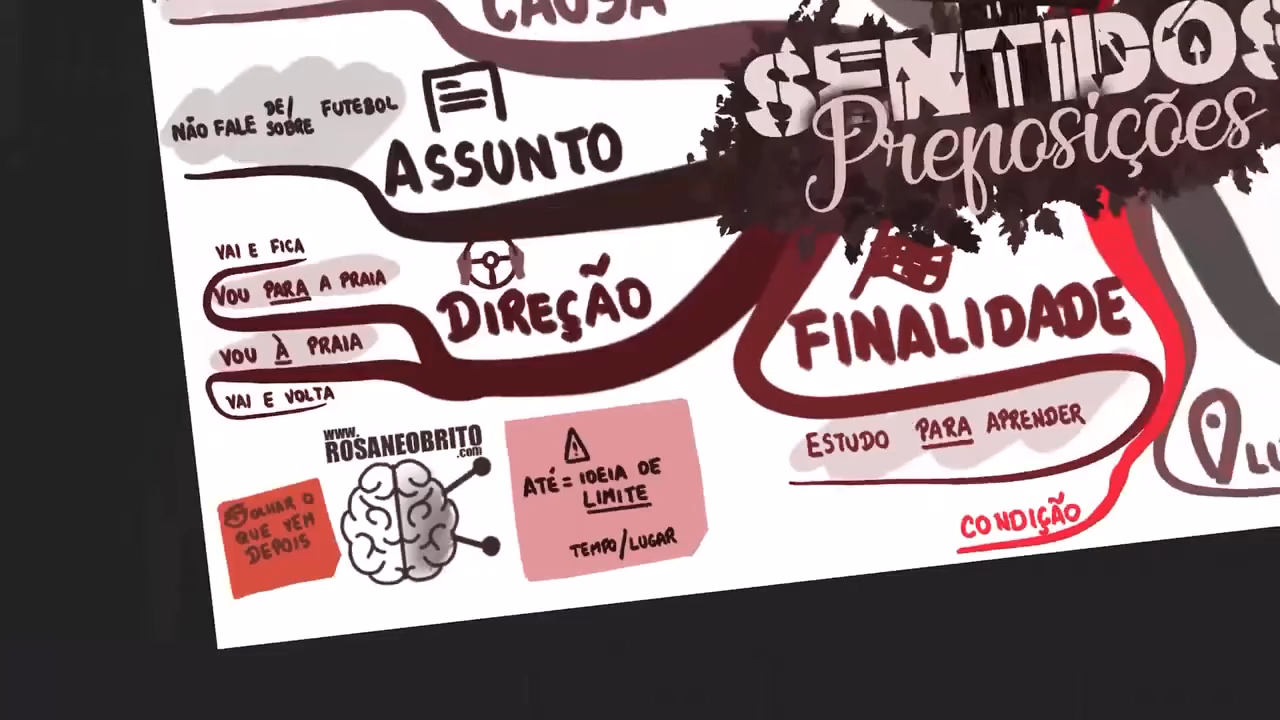 CAUSA
SENTIDOS
Preposições
NÃO FALE DE/ SOBRE FUTEBOL
ASSUNTO
VAI E FICA
VOU PARA A PRAIA
DIREÇÃO
VOU À PRAIA
VAI E VOLTA
FINALIDADE
ESTUDO PARA APRENDER
CONDIÇÃO
www.
ROSANEOBRITO
.com
OLHAR O
QUE VEM
DEPOIS
ATÉ = IDEIA DE
LIMITE
TEMPO/LUGAR